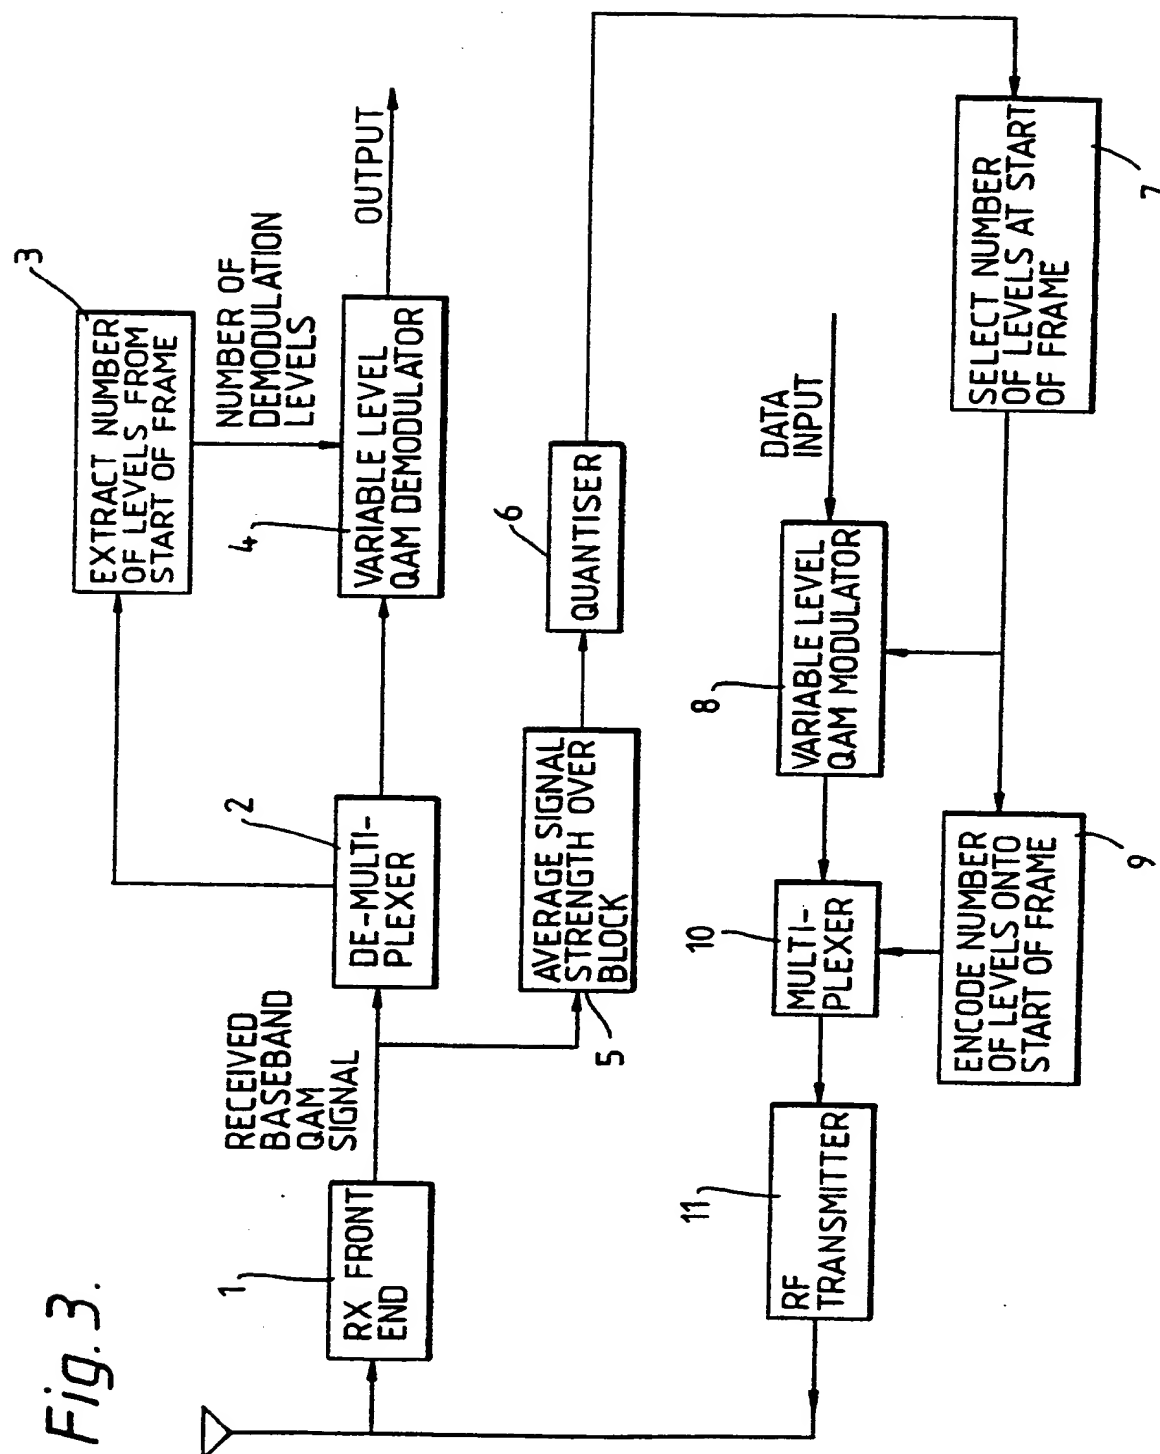 Fig. 3.
1
RX FRONT
END
RECEIVED
BASEBAND
QAM
SIGNAL
2
DE-MULTI-
PLEXER
3
EXTRACT NUMBER
OF LEVELS FROM
START OF FRAME
NUMBER OF
DEMODULATION
LEVELS
4
VARIABLE LEVEL
QAM DEMODULATOR
OUTPUT
5
AVERAGE SIGNAL
STRENGTH OVER
BLOCK
6
QUANTISER
7
SELECT NUMBER
OF LEVELS AT START
OF FRAME
DATA
INPUT
8
VARIABLE LEVEL
QAM MODULATOR
9
ENCODE NUMBER
OF LEVELS ONTO
START OF FRAME
10
MULTI-
PLEXER
11
RF
TRANSMITTER